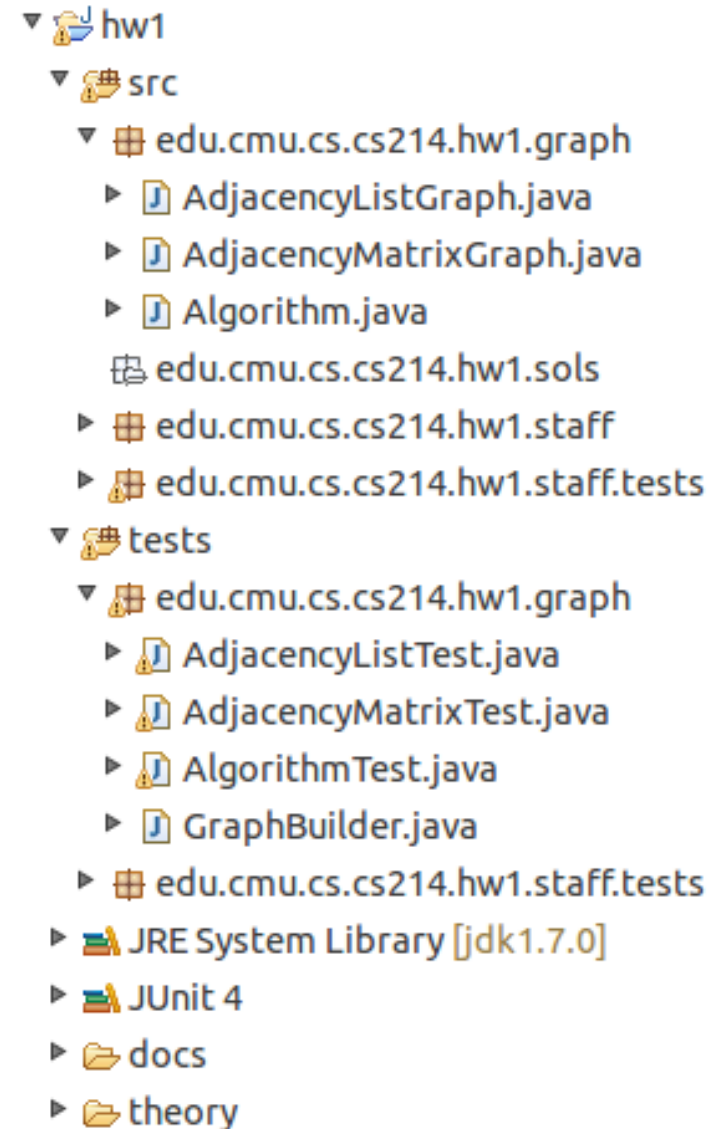 hw1
src
edu.cmu.cs.cs214.hw1.graph
AdjacencyListGraph.java
AdjacencyMatrixGraph.java
Algorithm.java
edu.cmu.cs.cs214.hw1.sols
edu.cmu.cs.cs214.hw1.staff
edu.cmu.cs.cs214.hw1.staff.tests
tests
edu.cmu.cs.cs214.hw1.graph
AdjacencyListTest.java
AdjacencyMatrixTest.java
AlgorithmTest.java
GraphBuilder.java
edu.cmu.cs.cs214.hw1.staff.tests
JRE System Library [jdk1.7.0]
JUnit 4
docs
theory